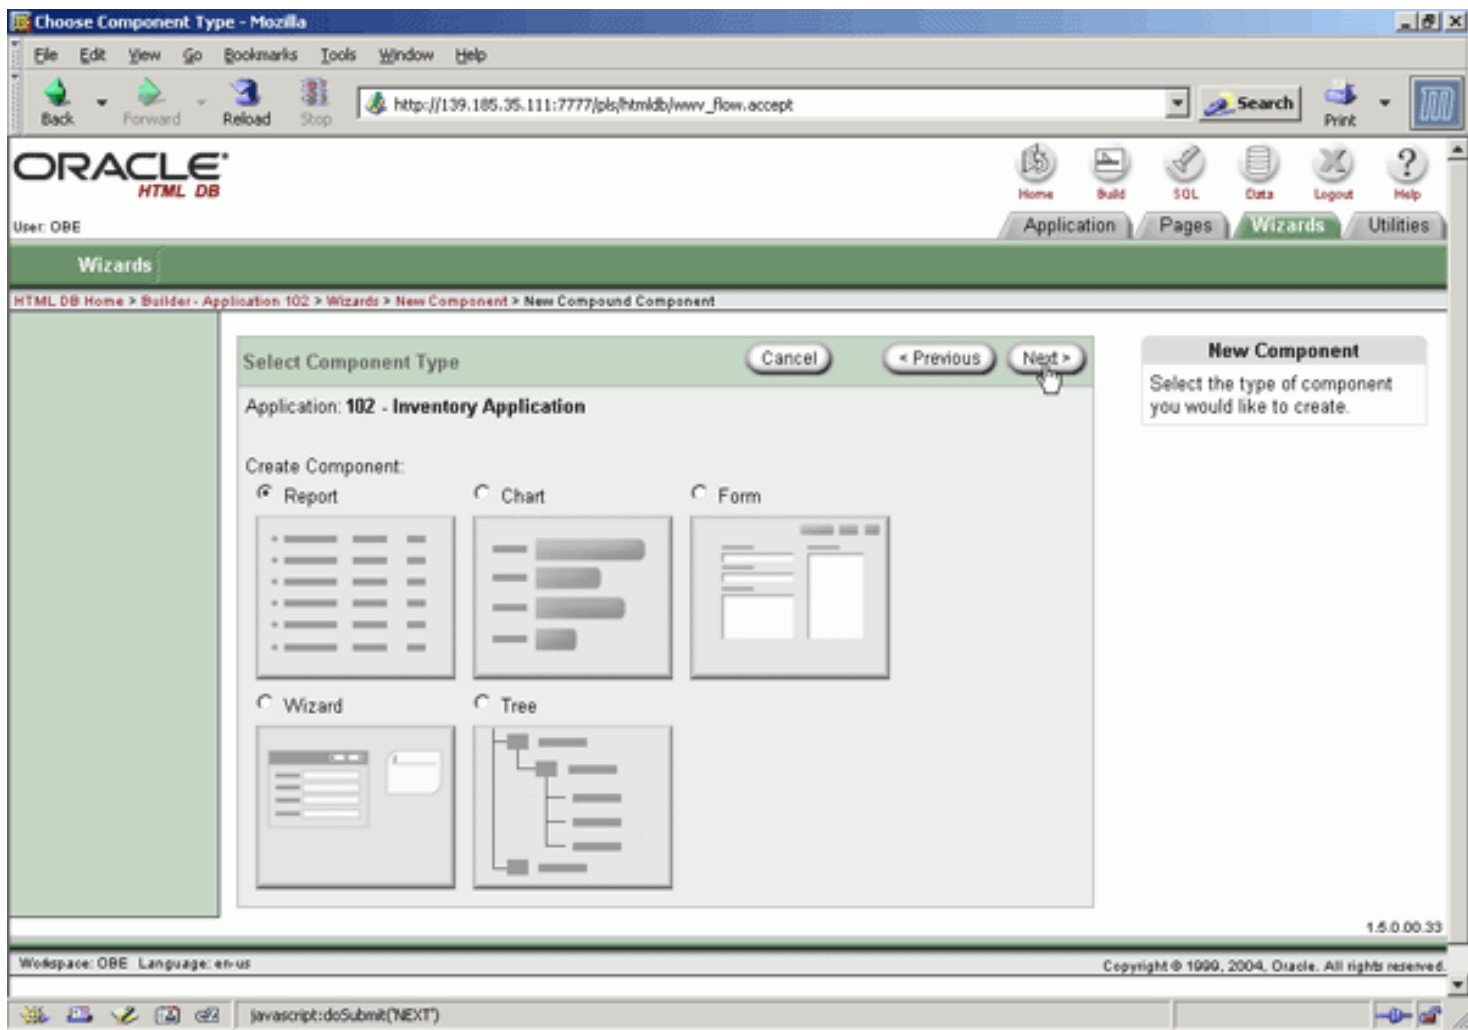 Choose Component Type - Mozilla
File Edit View Go Bookmarks Tools Window Help
Back Forward Reload Stop http://139.185.35.111:7777/pls/htmldb/wwv_flow.accept Search Print
ORACLE
HTML DB
Home Build SQL Data Logout Help
User: OBE
Application Pages Wizards Utilities
Wizards
HTML DB Home > Builder - Application 102 > Wizards > New Component > New Compound Component
Select Component Type Cancel < Previous Next >
New Component
Select the type of component
you would like to create.
Application: 102 - Inventory Application
Create Component:
Report Chart Form
Wizard Tree
1.5.0.00.33
Workspace: OBE Language: en-us
Copyright © 1999, 2004, Oracle. All rights reserved.
javascript:doSubmit('NEXT')